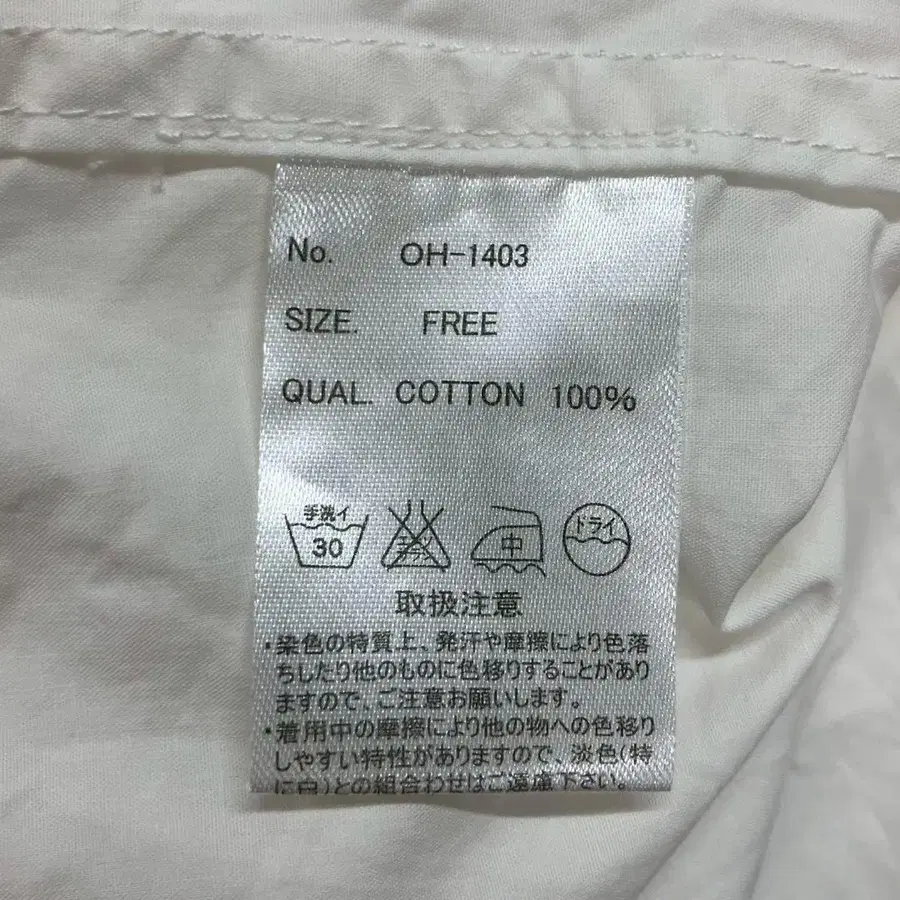 No. OH-1403
SIZE. FREE
QUAL. COTTON 100%
手洗イ 30 中 ドライ
取扱注意
・染色の特質上、発汗や摩擦により色落
ちしたり他のものに色移りすることがあり
ますので、ご注意お願いします。
・着用中の摩擦により他の物への色移り
しやすい特性がありますので、淡色(特
に白)との組合わせはご遠慮下さい。